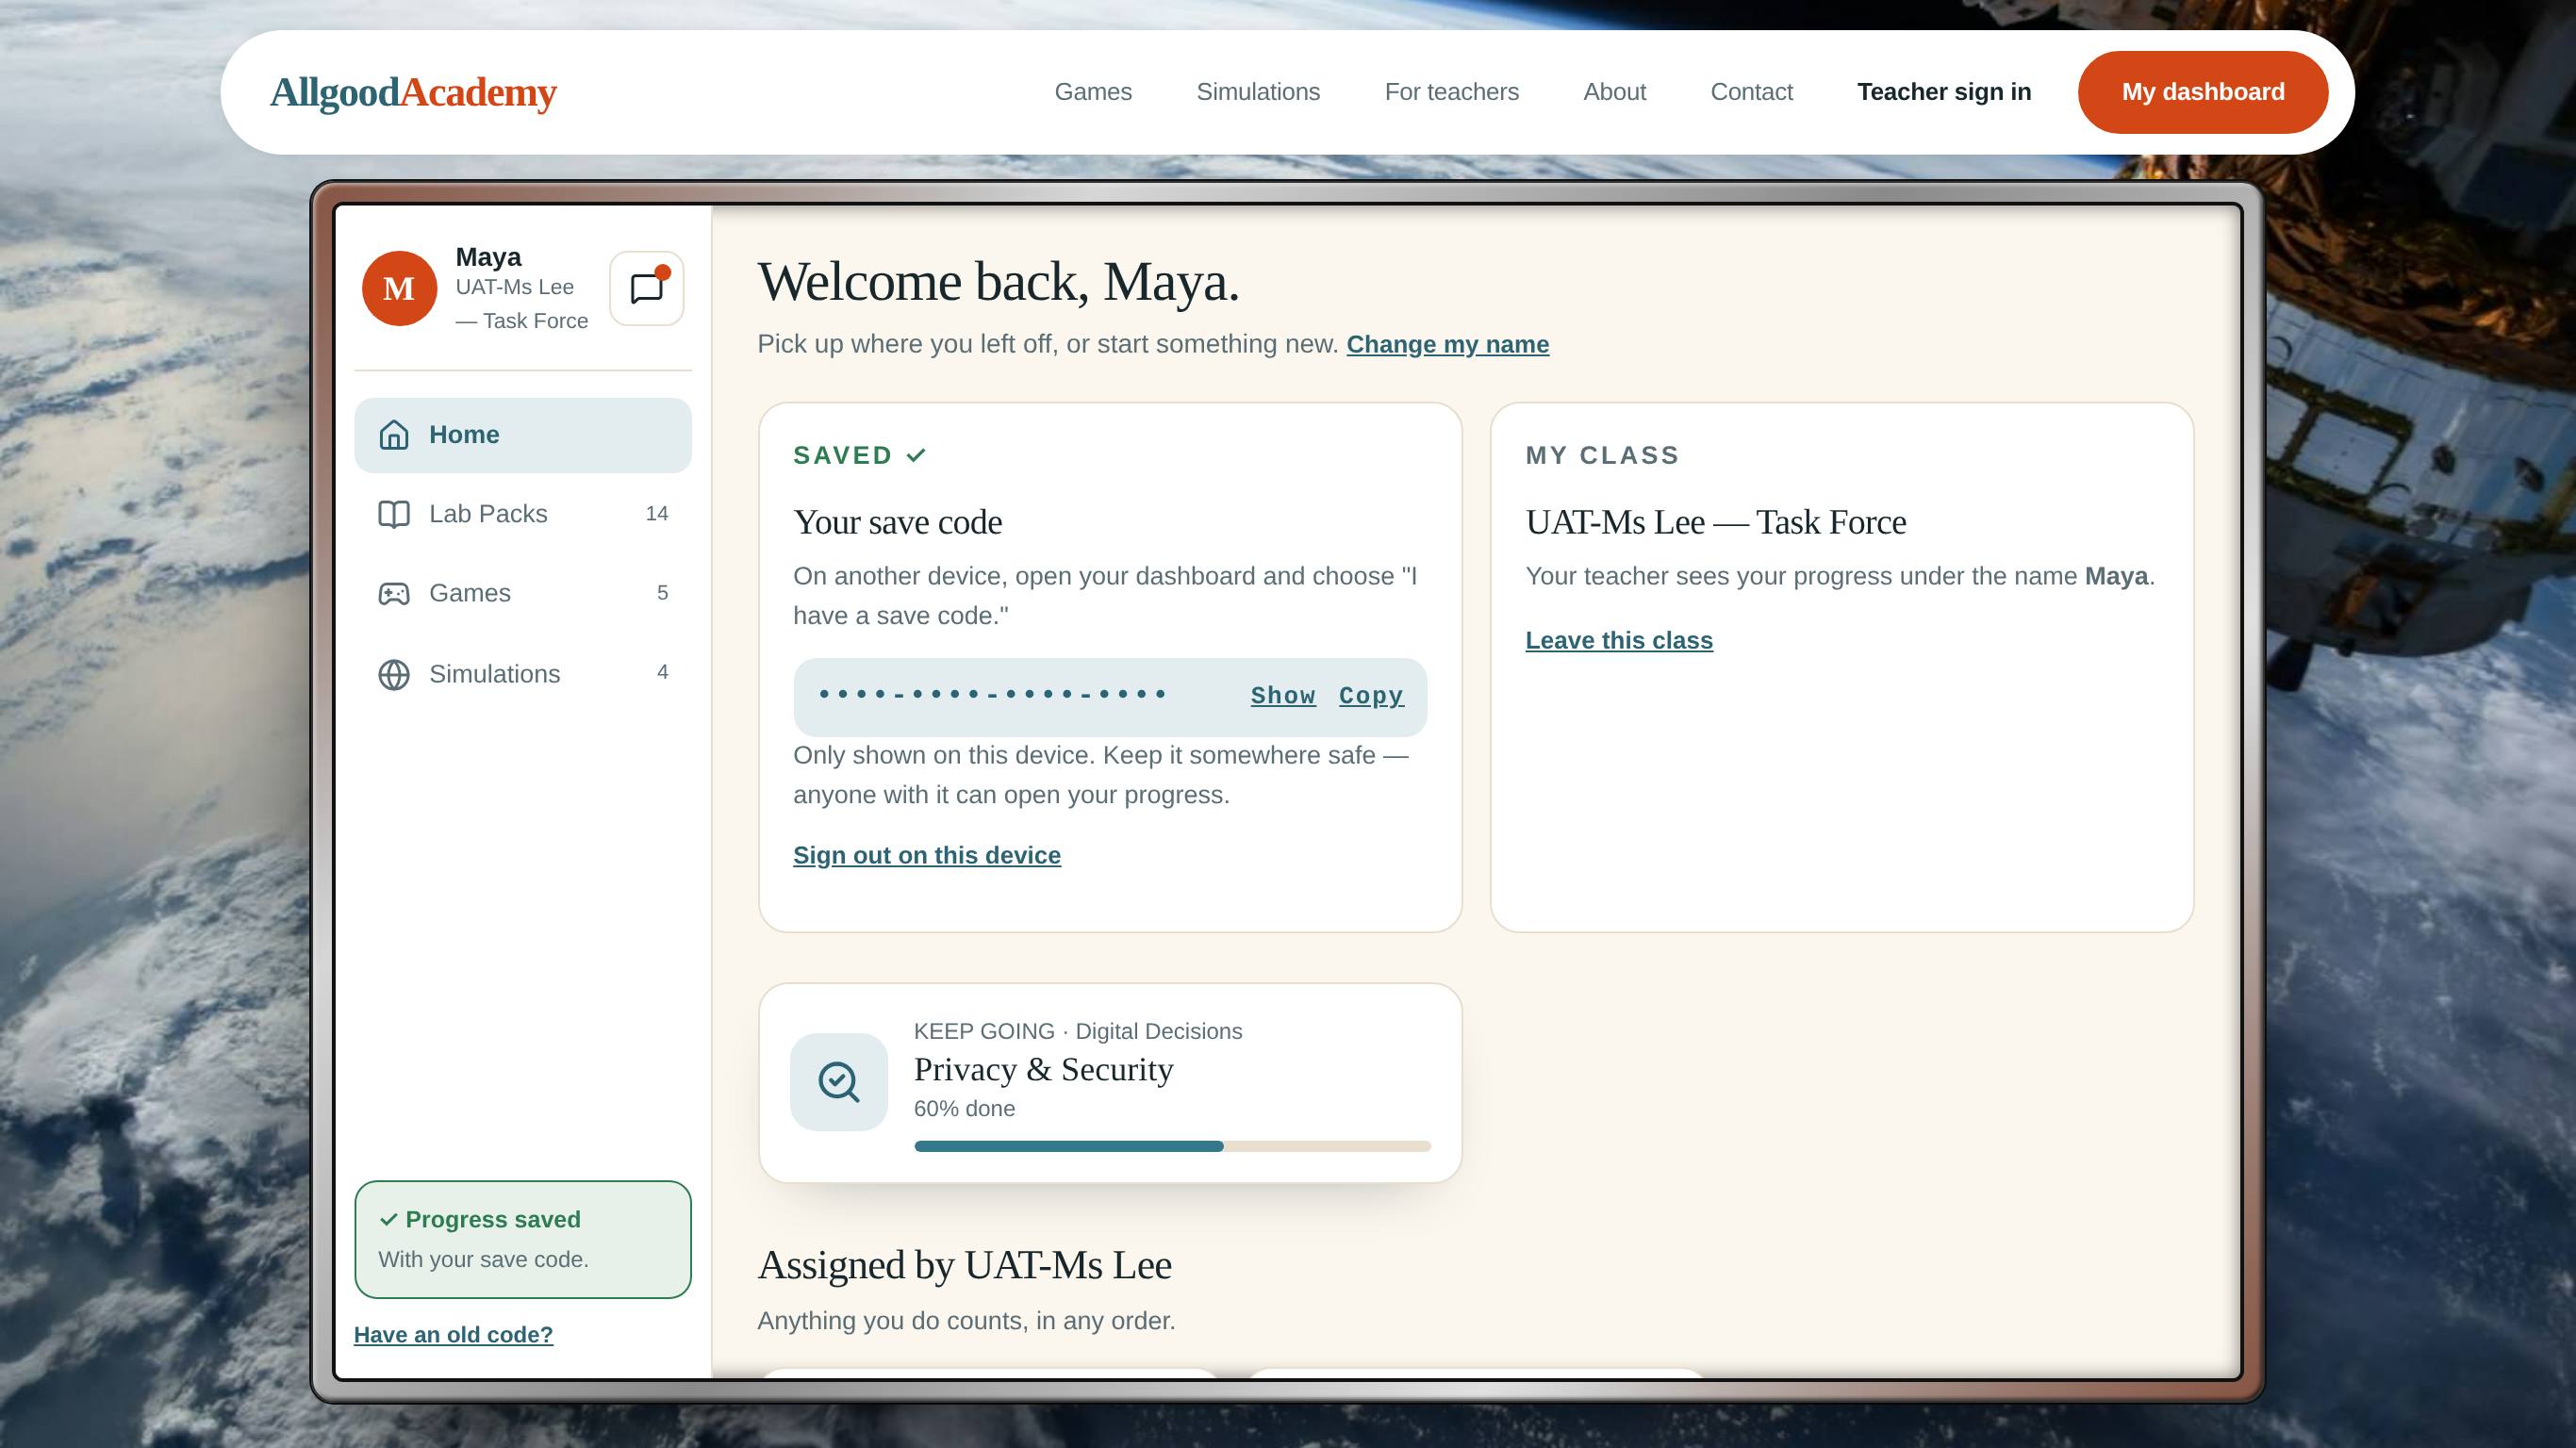 AllgoodAcademy
Games
Simulations
For teachers
About
Contact
Teacher sign in
My dashboard
M
Maya
UAT-Ms Lee
— Task Force
Home
Lab Packs
14
Games
5
Simulations
4
✓ Progress saved
With your save code.
Have an old code?
Welcome back, Maya.
Pick up where you left off, or start something new. Change my name
SAVED ✓
Your save code
On another device, open your dashboard and choose "I
have a save code."
••••-••••-••••-••••
Show Copy
Only shown on this device. Keep it somewhere safe —
anyone with it can open your progress.
Sign out on this device
MY CLASS
UAT-Ms Lee — Task Force
Your teacher sees your progress under the name Maya.
Leave this class
KEEP GOING · Digital Decisions
Privacy & Security
60% done
Assigned by UAT-Ms Lee
Anything you do counts, in any order.